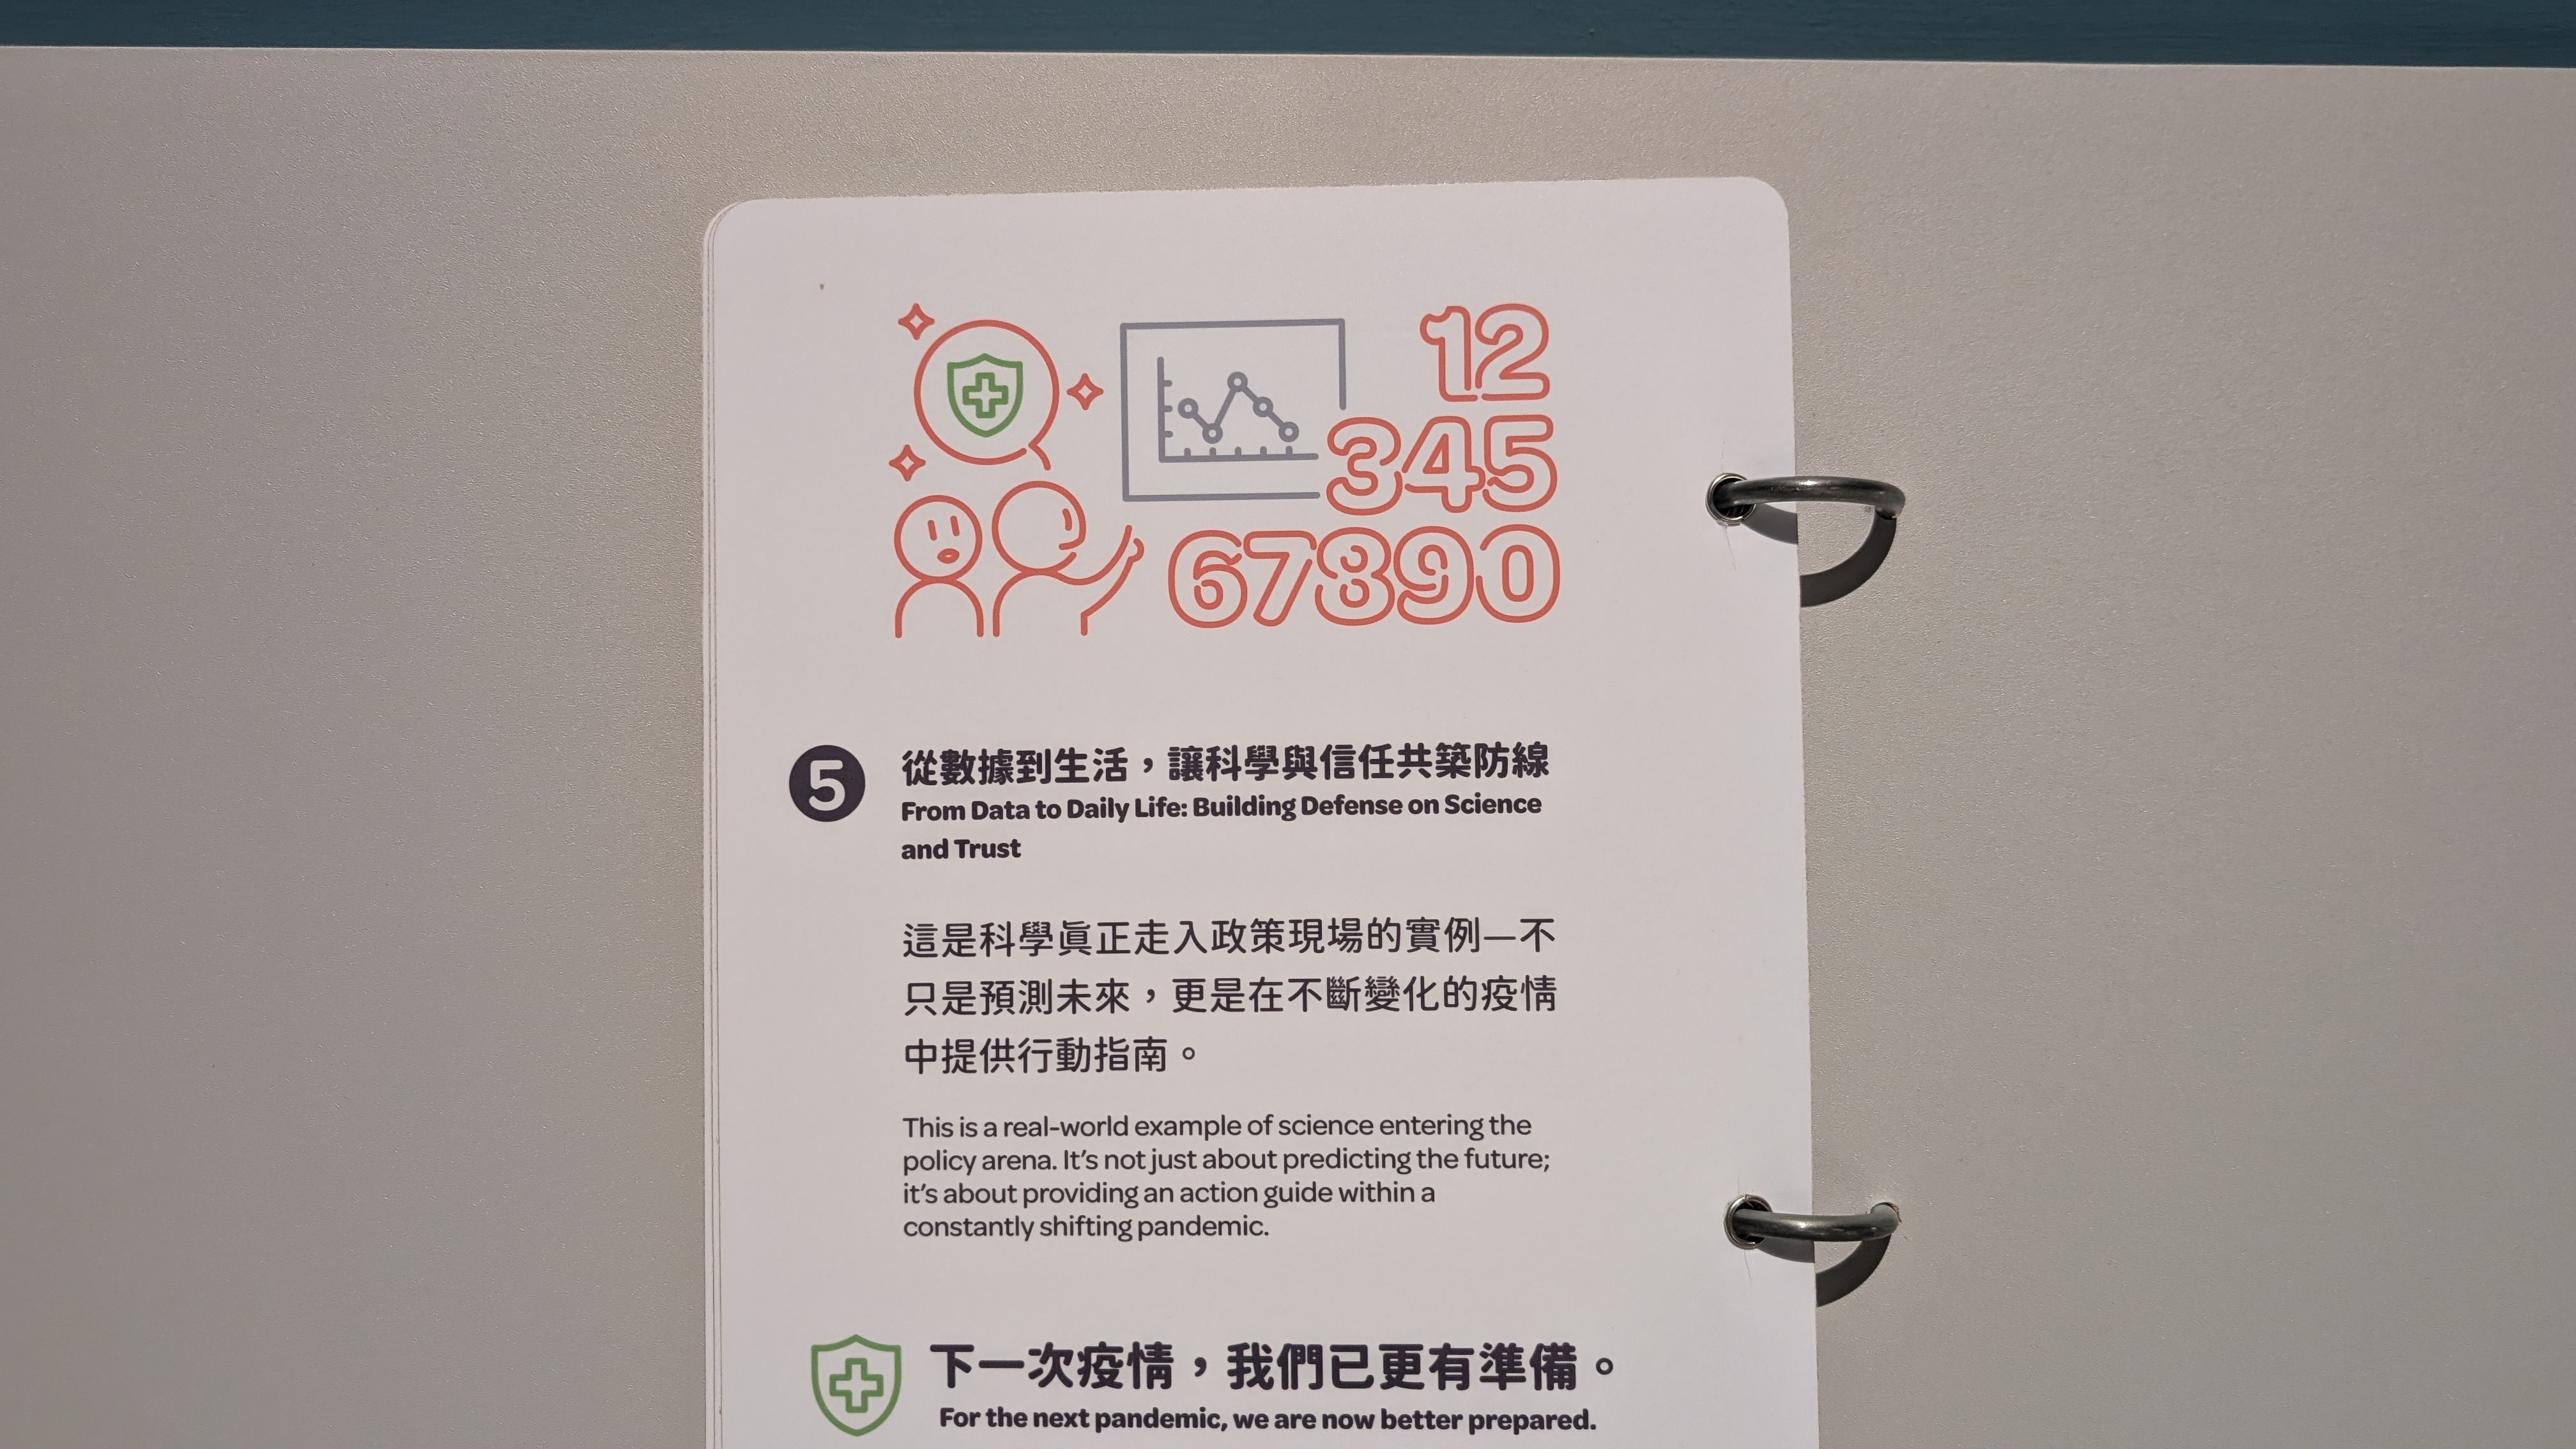 12
345
67890
5 從數據到生活，讓科學與信任共築防線
From Data to Daily Life: Building Defense on Science
and Trust
這是科學眞正走入政策現場的實例—不
只是預測未來，更是在不斷變化的疫情
中提供行動指南。
This is a real-world example of science entering the
policy arena. It's not just about predicting the future;
it's about providing an action guide within a
constantly shifting pandemic.
下一次疫情，我們已更有準備。
For the next pandemic, we are now better prepared.